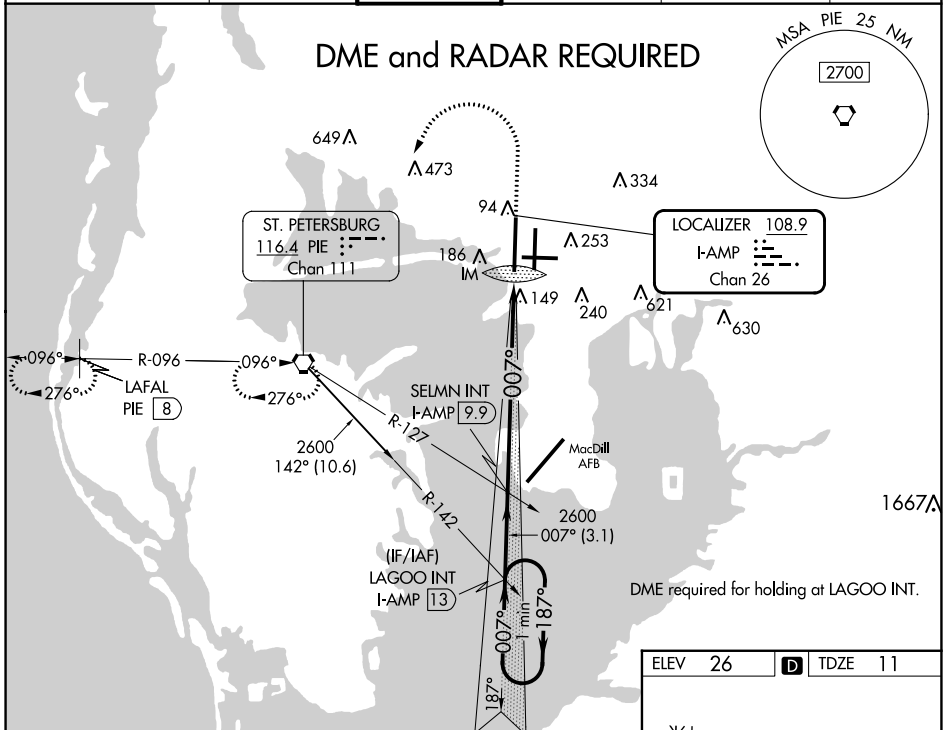 DME and RADAR REQUIRED
MSA PIE 25 NM
2700
649
473
334
94
ST. PETERSBURG
116.4 PIE
Chan 111
LOCALIZER 108.9
I-AMP
Chan 26
253
186
IM
149
240
621
630
096°
R-096
096°
276°
LAFAL
PIE 8
276°
007°
SELMN INT
I-AMP 9.9
R-127
2600
142° (10.6)
MacDill
AFB
R-142
1667
2600
007° (3.1)
(IF/IAF)
LAGOO INT
I-AMP 13
DME required for holding at LAGOO INT.
007°
1 min
187°
187°
ELEV 26 D TDZE 11